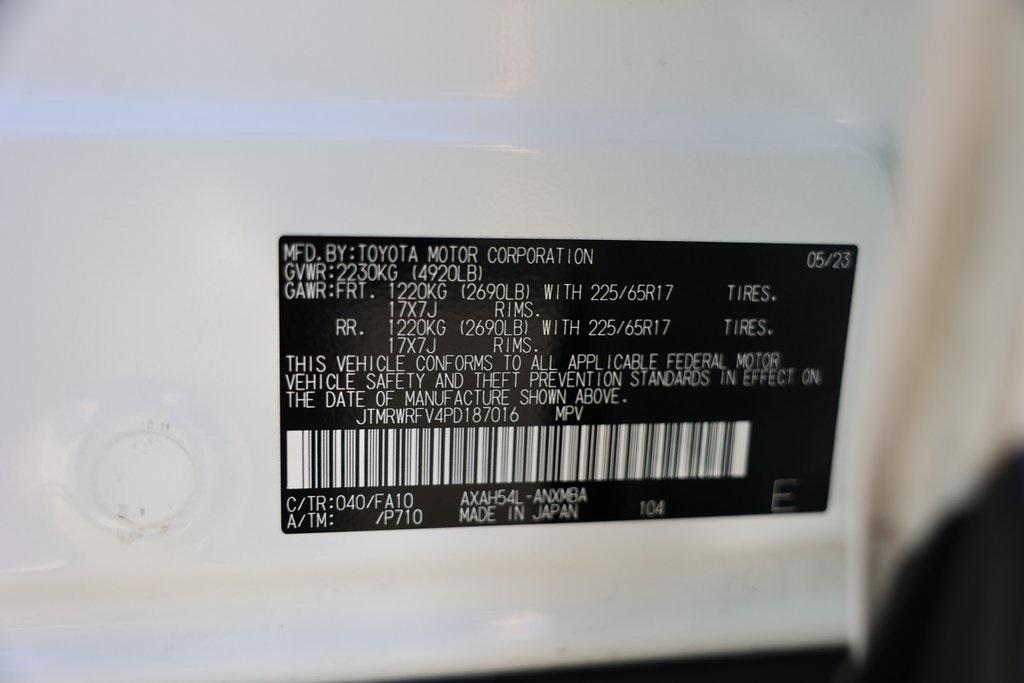 MFD.BY:TOYOTA MOTOR CORPORATION 05/23
GVWR:2230KG (4920LB)
GAWR:FRT. 1220KG (2690LB) WITH 225/65R17 TIRES.
17X7J RIMS.
RR. 1220KG (2690LB) WITH 225/65R17 TIRES.
17X7J RIMS.
THIS VEHICLE CONFORMS TO ALL APPLICABLE FEDERAL MOTOR
VEHICLE SAFETY AND THEFT PREVENTION STANDARDS IN EFFECT ON
THE DATE OF MANUFACTURE SHOWN ABOVE.
JTMRWRFV4PD187016 MPV
C/TR:040/FA10 AXAH54L-ANXMBA
A/TM: /P710 MADE IN JAPAN 104 E